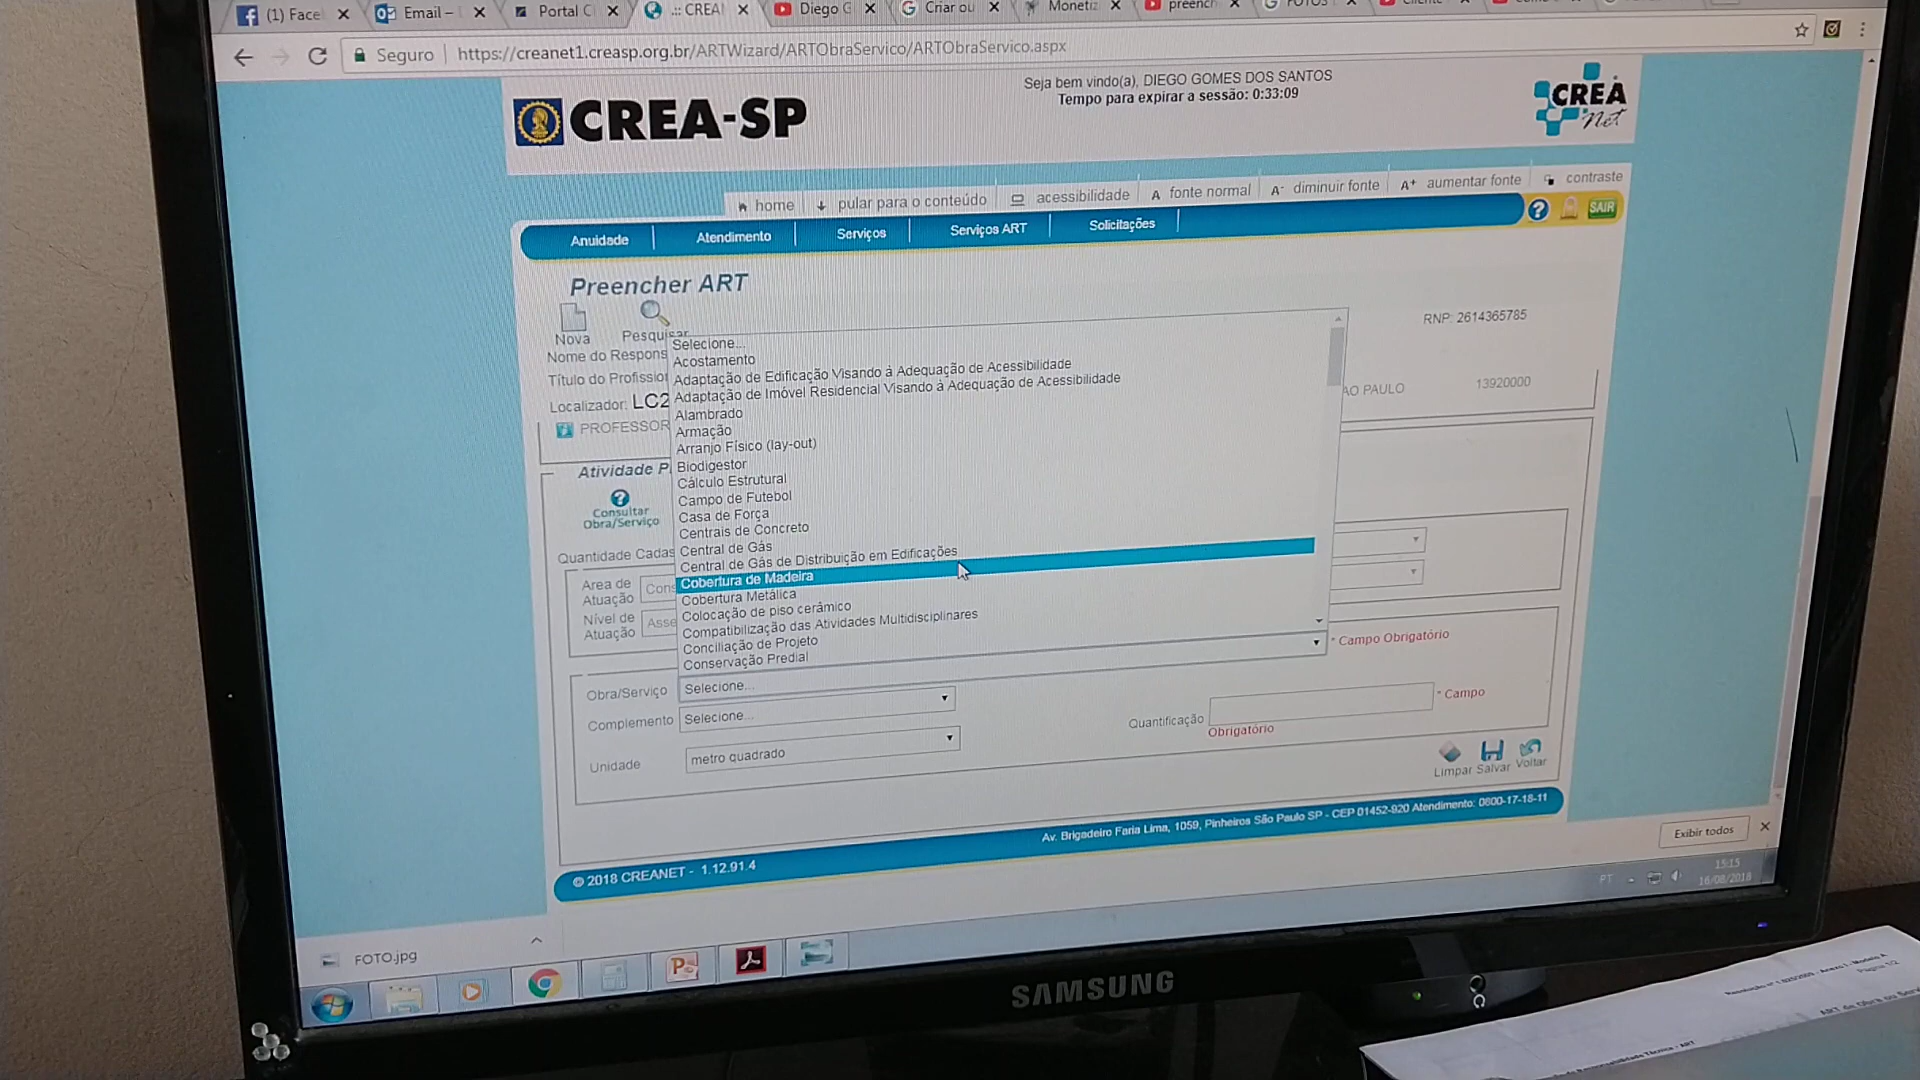 (1) Face
Email –
Portal C
.:: CREA
Diego G
Criar ou
Monetiz
preench
Seguro
https://creanet1.creasp.org.br/ARTWizard/ARTObraServico/ARTObraServico.aspx
CREA-SP
Seja bem vindo(a), DIEGO GOMES DOS SANTOS
Tempo para expirar a sessão: 0:33:09
CREA
Net
home
pular para o conteúdo
acessibilidade
A fonte normal
A- diminuir fonte
A+ aumentar fonte
contraste
Anuidade
Atendimento
Serviços
Serviços ART
Solicitações
SAIR
Preencher ART
Nova
Pesquisar
RNP: 2614365785
Nome do Respons
Título do Profissio
Localizador: LC2
AO PAULO
13920000
PROFESSOR
Atividade P
Consultar
Obra/Serviço
Quantidade Cadas
Area de
Atuação
Cons
Nível de
Atuação
Asse
Selecione...
Acostamento
Adaptação de Edificação Visando à Adequação de Acessibilidade
Adaptação de Imóvel Residencial Visando à Adequação de Acessibilidade
Alambrado
Armação
Arranjo Físico (lay-out)
Biodigestor
Cálculo Estrutural
Campo de Futebol
Casa de Força
Centrais de Concreto
Central de Gás
Central de Gás de Distribuição em Edificações
Cobertura de Madeira
Cobertura Metálica
Colocação de piso cerâmico
Compatibilização das Atividades Multidisciplinares
Conciliação de Projeto
Conservação Predial
* Campo Obrigatório
Obra/Serviço
Selecione...
Complemento
Selecione...
Quantificação
* Campo
Obrigatório
Unidade
metro quadrado
Limpar Salvar Voltar
Av. Brigadeiro Faria Lima, 1059, Pinheiros São Paulo SP - CEP 01452-920 Atendimento: 0800-17-18-11
© 2018 CREANET - 1.12.91.4
Exibir todos
FOTO.jpg
PT
15:15
16/08/2018
SAMSUNG